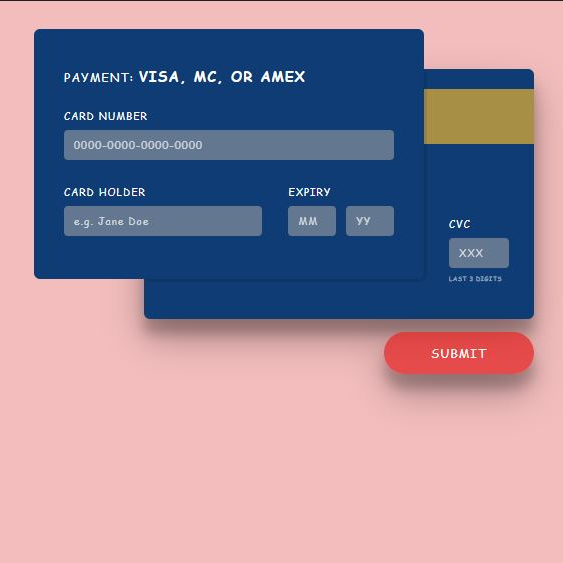 PAYMENT: VISA, MC, OR AMEX
CARD NUMBER
0000-0000-0000-0000
CARD HOLDER
e.g. Jane Doe
EXPIRY
MM YY
CVC
XXX
LAST 3 DIGITS
SUBMIT